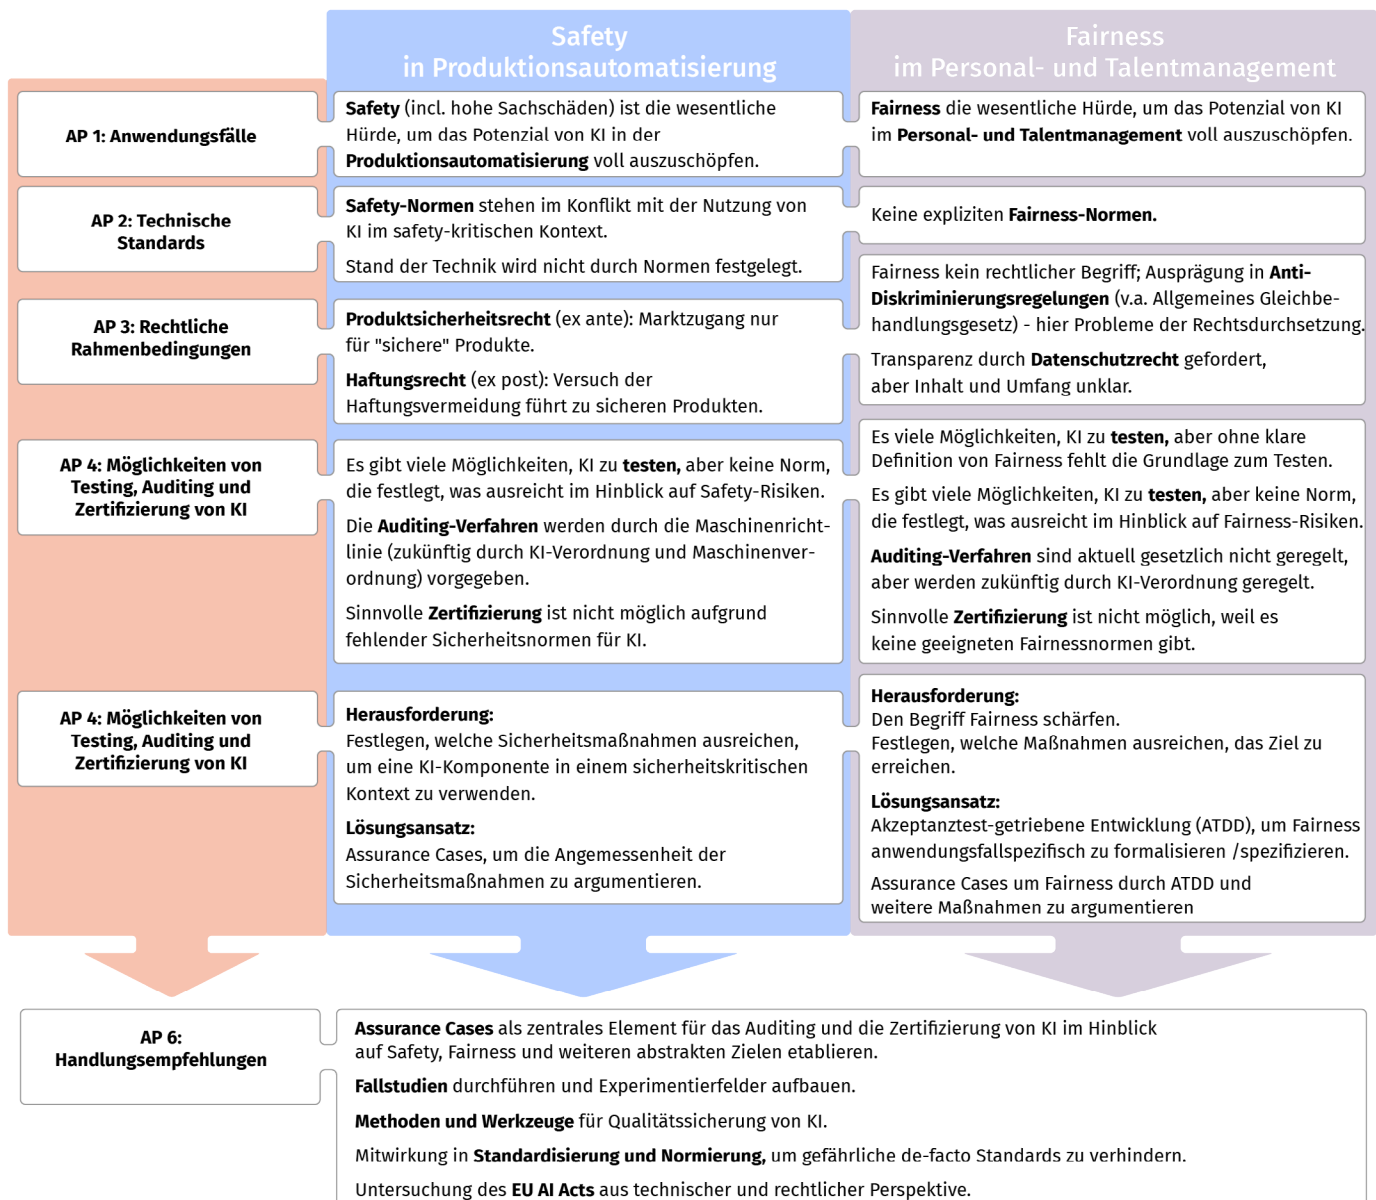 Safety
in Produktionsautomatisierung
Fairness
im Personal- und Talentmanagement
AP 1: Anwendungsfälle
Safety (incl. hohe Sachschäden) ist die wesentliche
Hürde, um das Potenzial von KI in der
Produktionsautomatisierung voll auszuschöpfen.
Fairness die wesentliche Hürde, um das Potenzial von KI
im Personal- und Talentmanagement voll auszuschöpfen.
AP 2: Technische
Standards
Safety-Normen stehen im Konflikt mit der Nutzung von
KI im safety-kritischen Kontext.
Stand der Technik wird nicht durch Normen festgelegt.
Keine expliziten Fairness-Normen.
AP 3: Rechtliche
Rahmenbedingungen
Produktsicherheitsrecht (ex ante): Marktzugang nur
für "sichere" Produkte.
Haftungsrecht (ex post): Versuch der
Haftungsvermeidung führt zu sicheren Produkten.
Fairness kein rechtlicher Begriff; Ausprägung in Anti-
Diskriminierungsregelungen (v.a. Allgemeines Gleichbe-
handlungsgesetz) - hier Probleme der Rechtsdurchsetzung.
Transparenz durch Datenschutzrecht gefordert,
aber Inhalt und Umfang unklar.
AP 4: Möglichkeiten von
Testing, Auditing und
Zertifizierung von KI
Es gibt viele Möglichkeiten, KI zu testen, aber keine Norm,
die festlegt, was ausreicht im Hinblick auf Safety-Risiken.
Die Auditing-Verfahren werden durch die Maschinenricht-
linie (zukünftig durch KI-Verordnung und Maschinenver-
ordnung) vorgegeben.
Sinnvolle Zertifizierung ist nicht möglich aufgrund
fehlender Sicherheitsnormen für KI.
Es viele Möglichkeiten, KI zu testen, aber ohne klare
Definition von Fairness fehlt die Grundlage zum Testen.
Es gibt viele Möglichkeiten, KI zu testen, aber keine Norm,
die festlegt, was ausreicht im Hinblick auf Fairness-Risiken.
Auditing-Verfahren sind aktuell gesetzlich nicht geregelt,
aber werden zukünftig durch KI-Verordnung geregelt.
Sinnvolle Zertifizierung ist nicht möglich, weil es
keine geeigneten Fairnessnormen gibt.
AP 4: Möglichkeiten von
Testing, Auditing und
Zertifizierung von KI
Herausforderung:
Festlegen, welche Sicherheitsmaßnahmen ausreichen,
um eine KI-Komponente in einem sicherheitskritischen
Kontext zu verwenden.
Lösungsansatz:
Assurance Cases, um die Angemessenheit der
Sicherheitsmaßnahmen zu argumentieren.
Herausforderung:
Den Begriff Fairness schärfen.
Festlegen, welche Maßnahmen ausreichen, das Ziel zu
erreichen.
Lösungsansatz:
Akzeptanztest-getriebene Entwicklung (ATDD), um Fairness
anwendungsfallspezifisch zu formalisieren /spezifizieren.
Assurance Cases um Fairness durch ATDD und
weitere Maßnahmen zu argumentieren
AP 6:
Handlungsempfehlungen
Assurance Cases als zentrales Element für das Auditing und die Zertifizierung von KI im Hinblick
auf Safety, Fairness und weiteren abstrakten Zielen etablieren.
Fallstudien durchführen und Experimentierfelder aufbauen.
Methoden und Werkzeuge für Qualitätssicherung von KI.
Mitwirkung in Standardisierung und Normierung, um gefährliche de-facto Standards zu verhindern.
Untersuchung des EU AI Acts aus technischer und rechtlicher Perspektive.